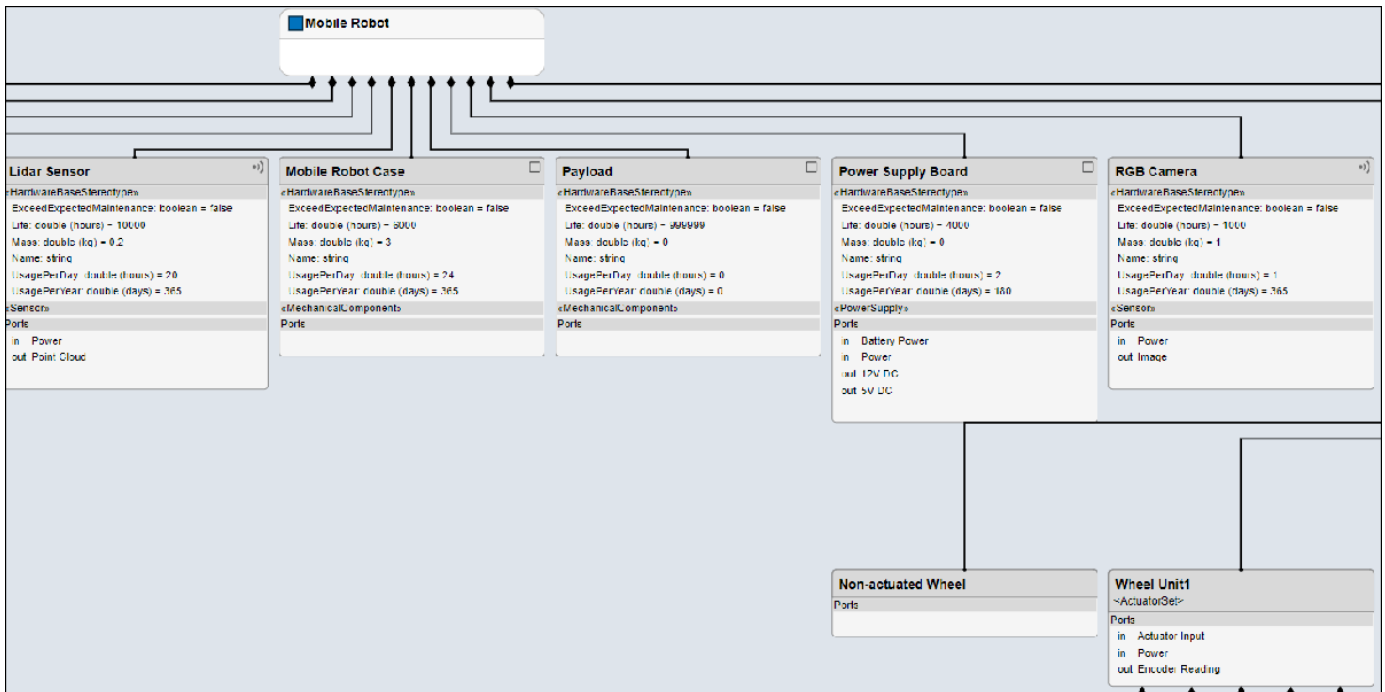 Mobile Robot
Lidar Sensor
«HardwareBaseStereotype»
ExceedExpectedMaintenance: boolean = false
Life: double (hours) = 10000
Mass: double (kg) = 0.2
Name: string
UsagePerDay: double (hours) = 20
UsagePerYear: double (days) = 365
«Sensor»
Ports
in Power
out Point Cloud
Mobile Robot Case
«HardwareBaseStereotype»
ExceedExpectedMaintenance: boolean = false
Life: double (hours) = 6000
Mass: double (kg) = 3
Name: string
UsagePerDay: double (hours) = 24
UsagePerYear: double (days) = 365
«MechanicalComponent»
Ports
Payload
«HardwareBaseStereotype»
ExceedExpectedMaintenance: boolean = false
Life: double (hours) = 999999
Mass: double (kg) = 0
Name: string
UsagePerDay: double (hours) = 0
UsagePerYear: double (days) = 0
«MechanicalComponent»
Ports
Power Supply Board
«HardwareBaseStereotype»
ExceedExpectedMaintenance: boolean = false
Life: double (hours) = 4000
Mass: double (kg) = 0
Name: string
UsagePerDay: double (hours) = 2
UsagePerYear: double (days) = 180
«PowerSupply»
Ports
in Battery Power
in Power
out 12V DC
out 5V DC
RGB Camera
«HardwareBaseStereotype»
ExceedExpectedMaintenance: boolean = false
Life: double (hours) = 1000
Mass: double (kg) = 1
Name: string
UsagePerDay: double (hours) = 1
UsagePerYear: double (days) = 365
«Sensor»
Ports
in Power
out Image
Non-actuated Wheel
Ports
Wheel Unit1
<ActuatorSet>
Ports
in Actuator Input
in Power
out Encoder Reading